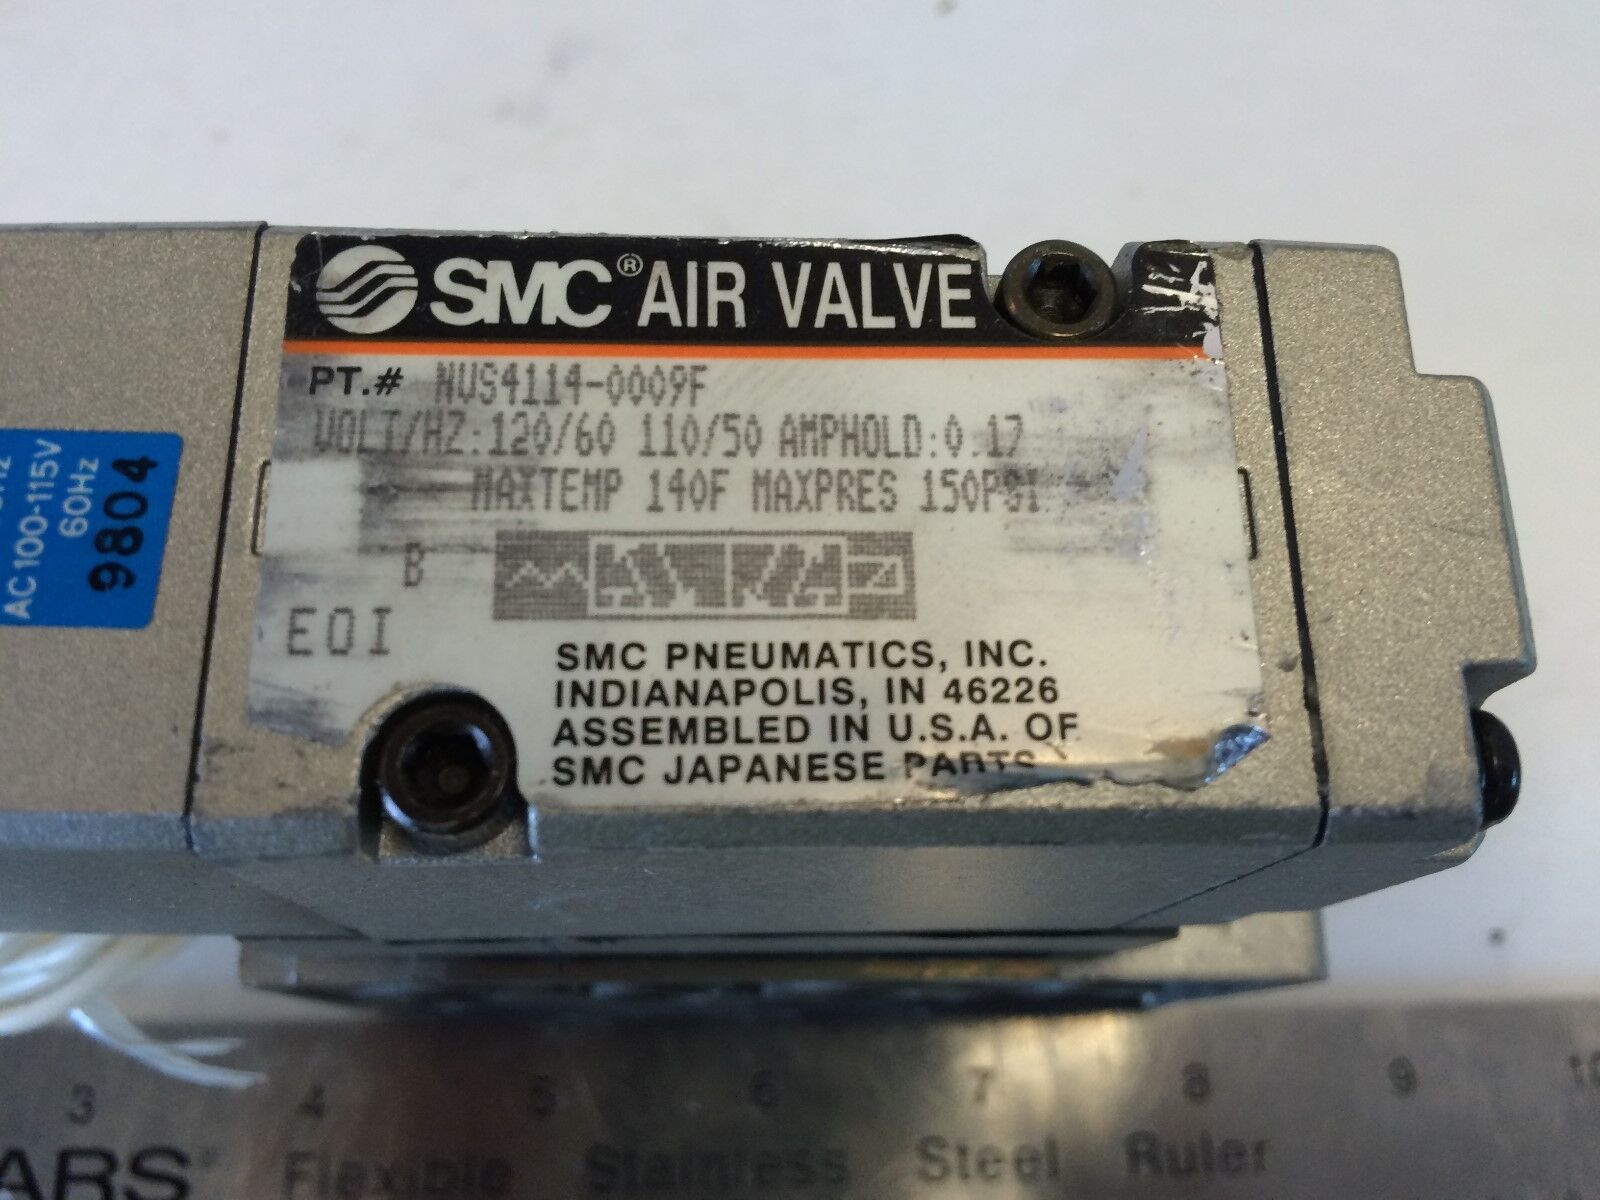 SMC® AIR VALVE
PT.# NVS4114-0009F
VOLT/HZ:120/60 110/50 AMPHOLD:0.17
MAXTEMP 140F MAXPRES 150PSI
B
EOI
SMC PNEUMATICS, INC.
INDIANAPOLIS, IN 46226
ASSEMBLED IN U.S.A. OF
SMC JAPANESE PARTS
AC100-115V
60Hz
9804
3 4 5 6 7 8 9 10
ARS Flexible Stainless Steel Ruler